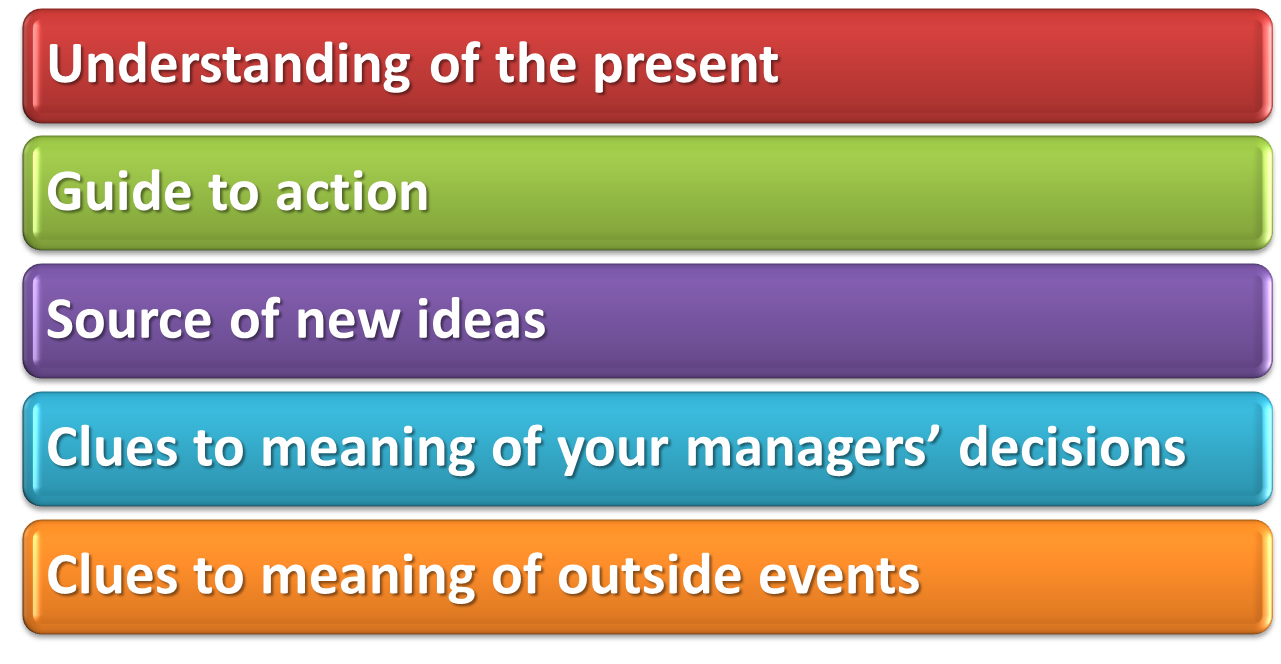 Understanding of the present
Guide to action
Source of new ideas
Clues to meaning of your managers’ decisions
Clues to meaning of outside events